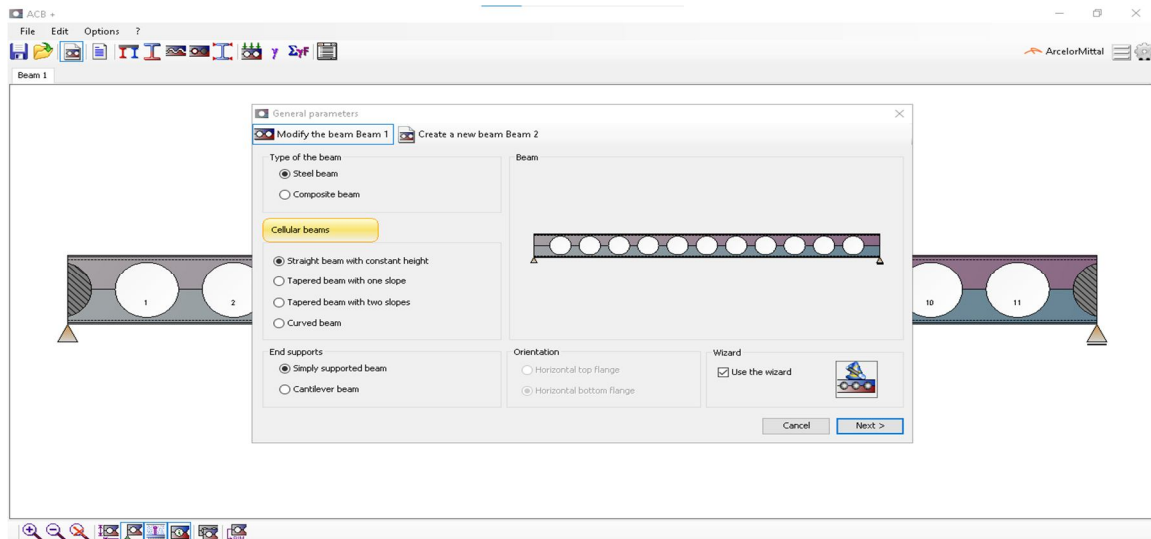 ACB +
File Edit Options ?
γ ΣγF ArcelorMittal
Beam 1
General parameters
Modify the beam Beam 1 Create a new beam Beam 2
Type of the beam
Steel beam
Composite beam
Beam
Cellular beams
Straight beam with constant height
Tapered beam with one slope
Tapered beam with two slopes
Curved beam
1 2 10 11
End supports
Simply supported beam
Cantilever beam
Orientation
Horizontal top flange
Horizontal bottom flange
Wizard
Use the wizard
Cancel Next >